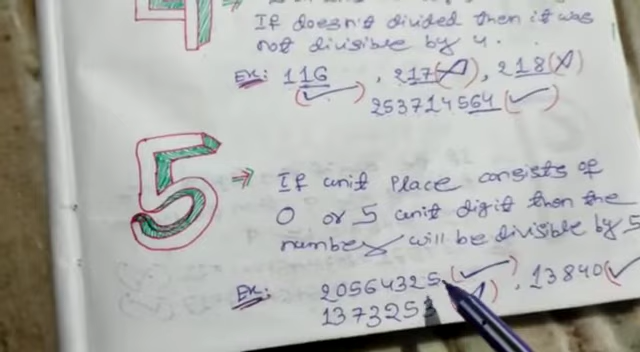 4
If doesn't divided then it was
not divisible by 4.
Ex: 116 (✓), 217 (✗), 218 (✗)
253714564 (✓)
5 → If unit place consists of
0 or 5 unit digit then the
number will be divisible by 5
Ex: 20564325 (✓), 13840 (✓
1373253